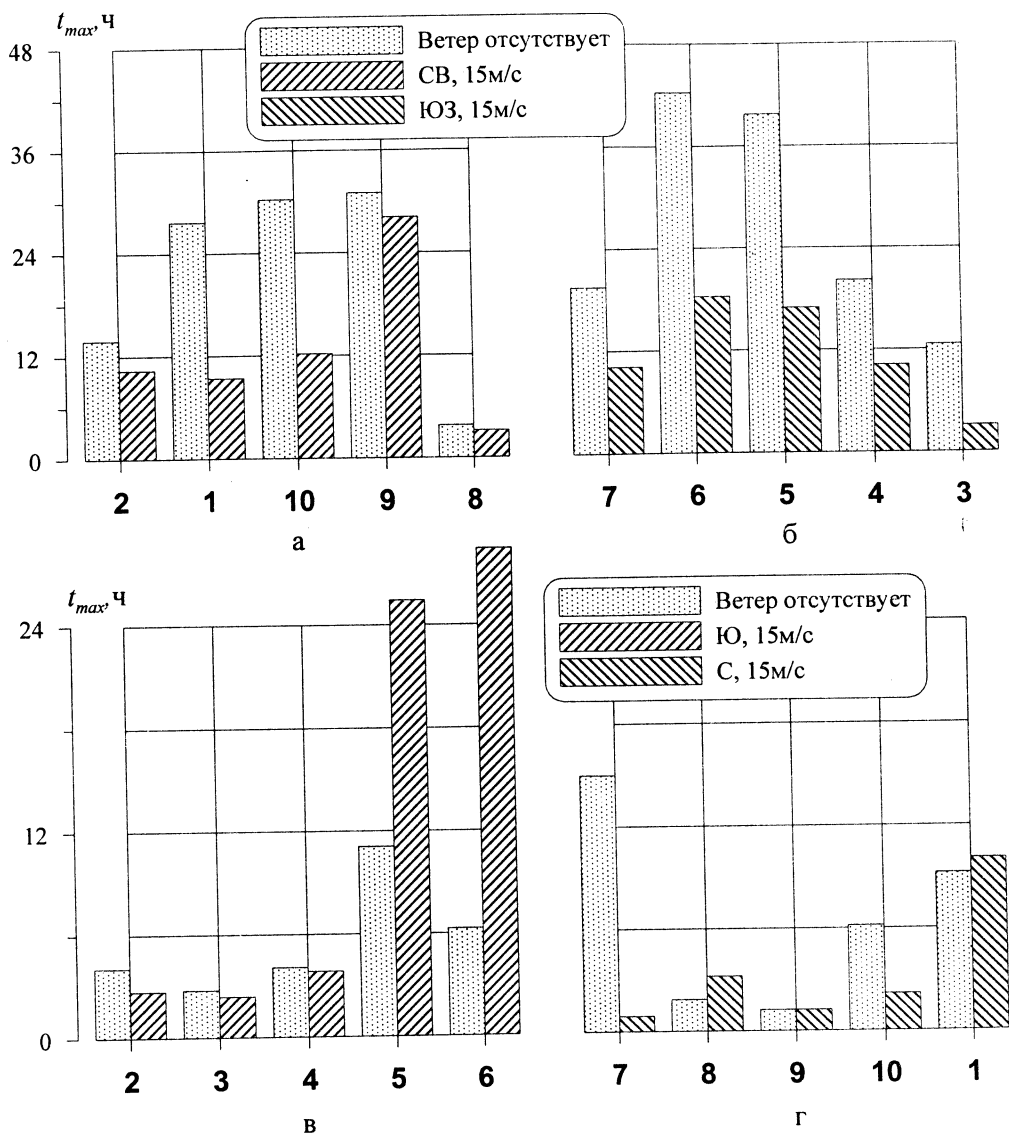 t_max, ч
48
36
24
12
0
Ветер отсутствует
СВ, 15м/с
ЮЗ, 15м/с
2 1 10 9 8
7 6 5 4 3
а
б
t_max, ч
24
12
0
Ветер отсутствует
Ю, 15м/с
С, 15м/с
2 3 4 5 6
7 8 9 10 1
в
г